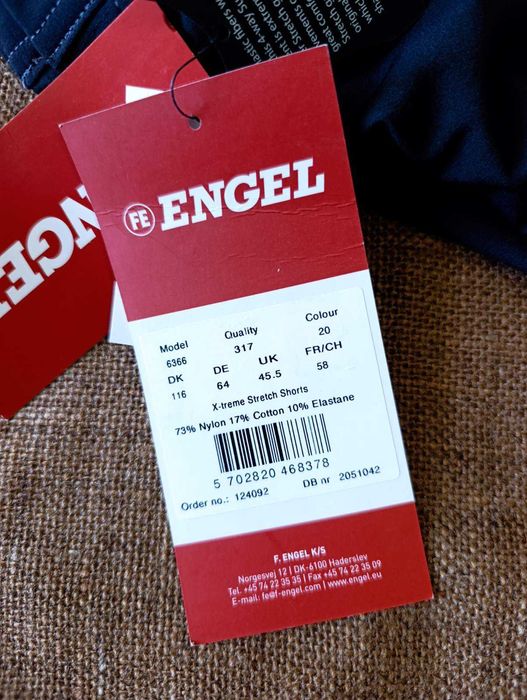 FE ENGEL
Model Quality Colour
6366 317 20
DK DE UK FR/CH
116 64 45.5 58
X-treme Stretch Shorts
73% Nylon 17% Cotton 10% Elastane
5 702820 468378
Order no.: 124092 DB nr 2051042
F. ENGEL K/S
Norgesvej 12 | DK-6100 Haderslev
Tel. +45 74 22 35 35 | Fax +45 74 22 35 09
E-mail: fe@f-engel.com | www.engel.eu
NGE